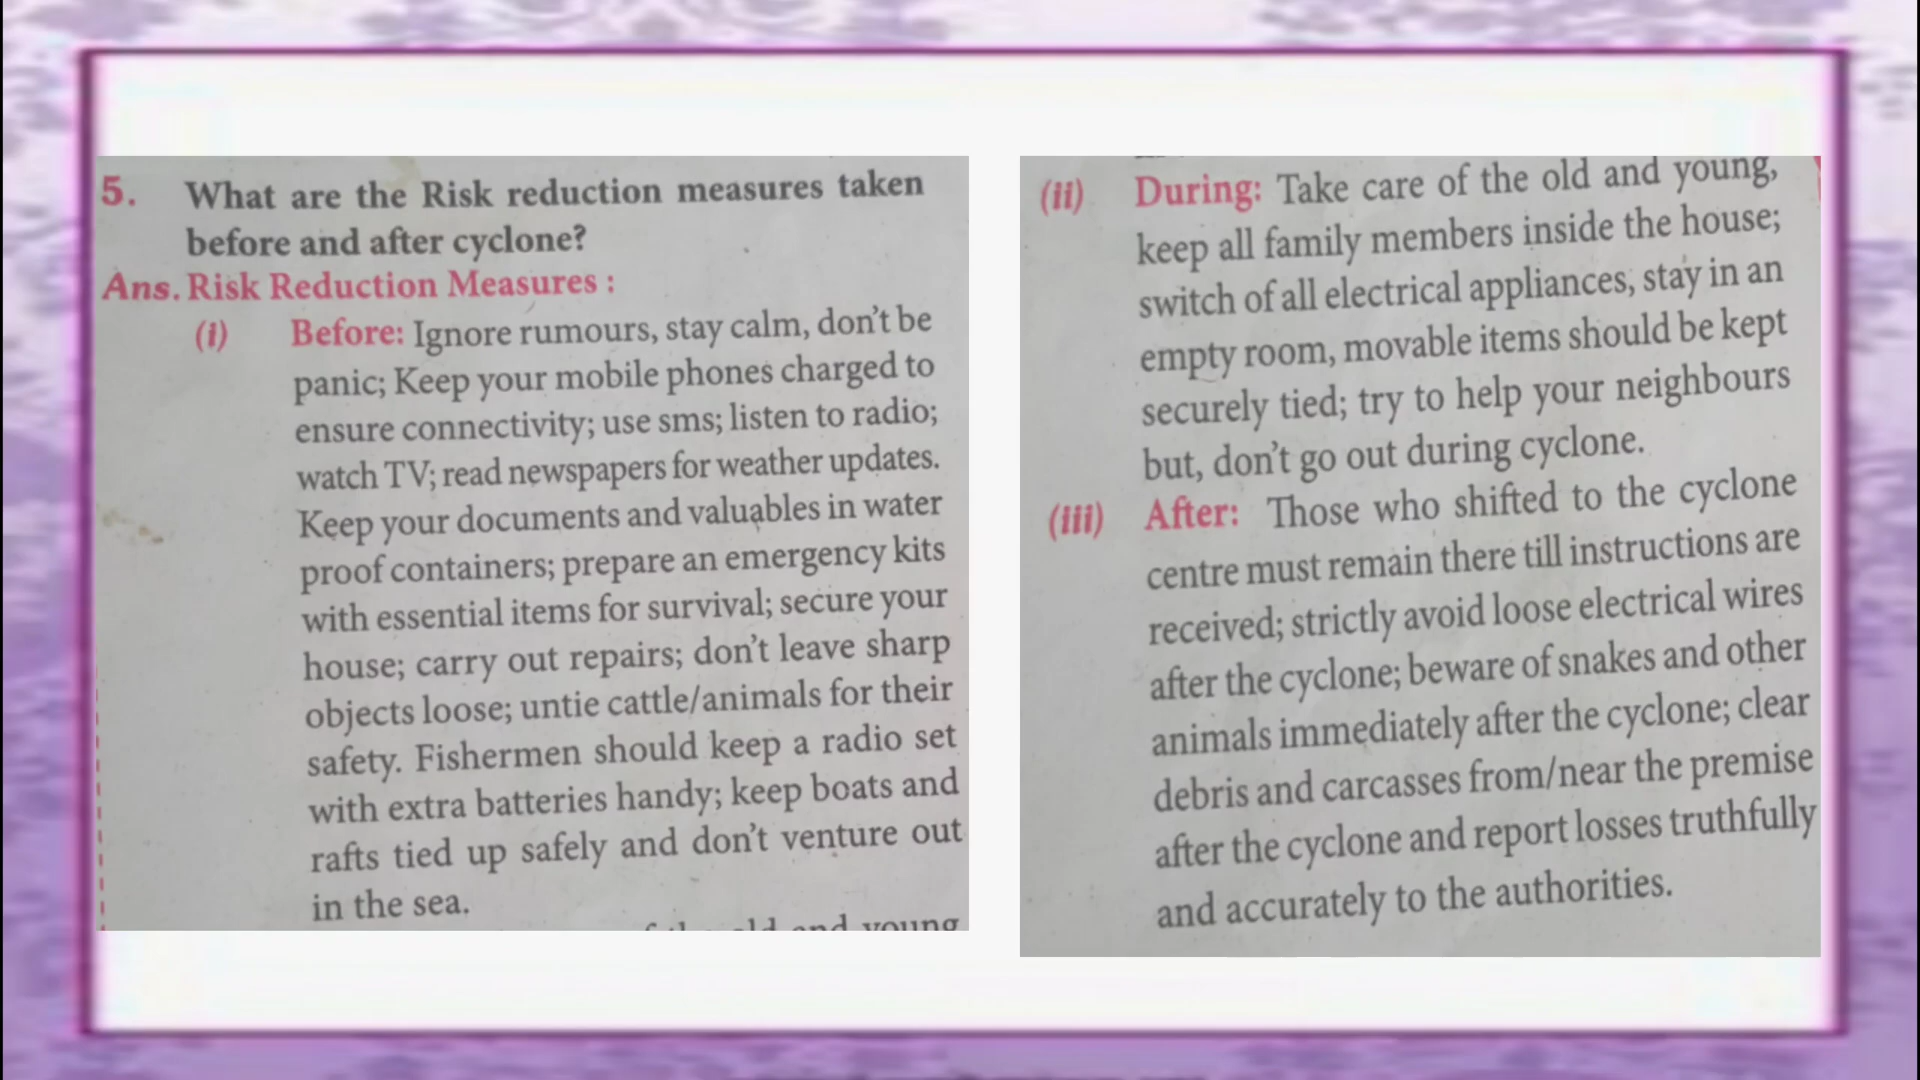 5. What are the Risk reduction measures taken
before and after cyclone?
Ans. Risk Reduction Measures :
(i) Before: Ignore rumours, stay calm, don't be
panic; Keep your mobile phones charged to
ensure connectivity; use sms; listen to radio;
watch TV; read newspapers for weather updates.
Keep your documents and valuables in water
proof containers; prepare an emergency kits
with essential items for survival; secure your
house; carry out repairs; don't leave sharp
objects loose; untie cattle/animals for their
safety. Fishermen should keep a radio set
with extra batteries handy; keep boats and
rafts tied up safely and don't venture out
in the sea.
old and young
(ii) During: Take care of the old and young,
keep all family members inside the house;
switch of all electrical appliances, stay in an
empty room, movable items should be kept
securely tied; try to help your neighbours
but, don't go out during cyclone.
(iii) After: Those who shifted to the cyclone
centre must remain there till instructions are
received; strictly avoid loose electrical wires
after the cyclone; beware of snakes and other
animals immediately after the cyclone; clear
debris and carcasses from/near the premise
after the cyclone and report losses truthfully
and accurately to the authorities.